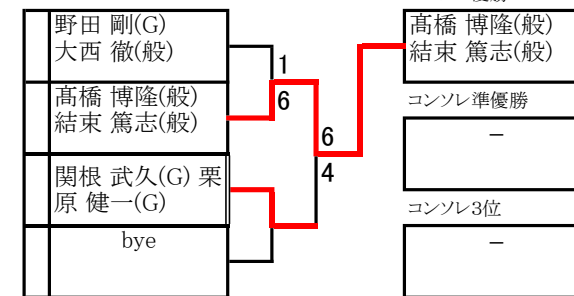 野田 剛(G)
大西 徹(般)
髙橋 博隆(般)
結束 篤志(般)
関根 武久(G) 栗
原 健一(G)
bye
1
6
6
4
髙橋 博隆(般)
結束 篤志(般)
コンソレ準優勝
−
コンソレ3位
−